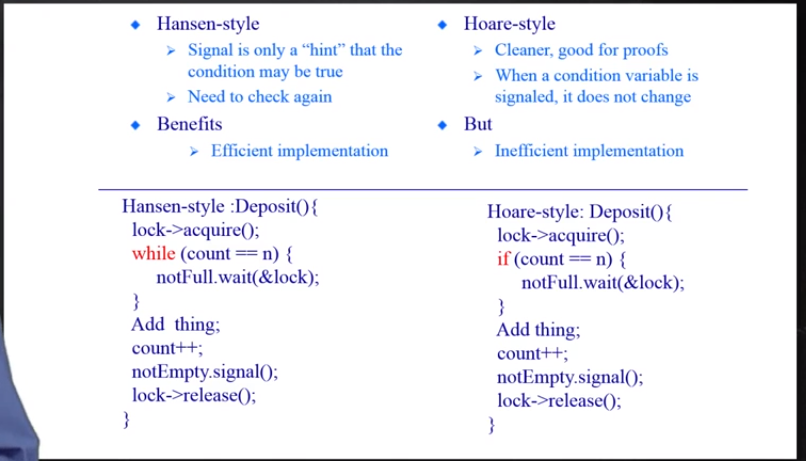 Hansen-style
Signal is only a “hint” that the
condition may be true
Need to check again
Benefits
Efficient implementation
Hoare-style
Cleaner, good for proofs
When a condition variable is
signaled, it does not change
But
Inefficient implementation
Hansen-style :Deposit(){
lock->acquire();
while (count == n) {
notFull.wait(&lock);
}
Add thing;
count++;
notEmpty.signal();
lock->release();
}
Hoare-style: Deposit(){
lock->acquire();
if (count == n) {
notFull.wait(&lock);
}
Add thing;
count++;
notEmpty.signal();
lock->release();
}